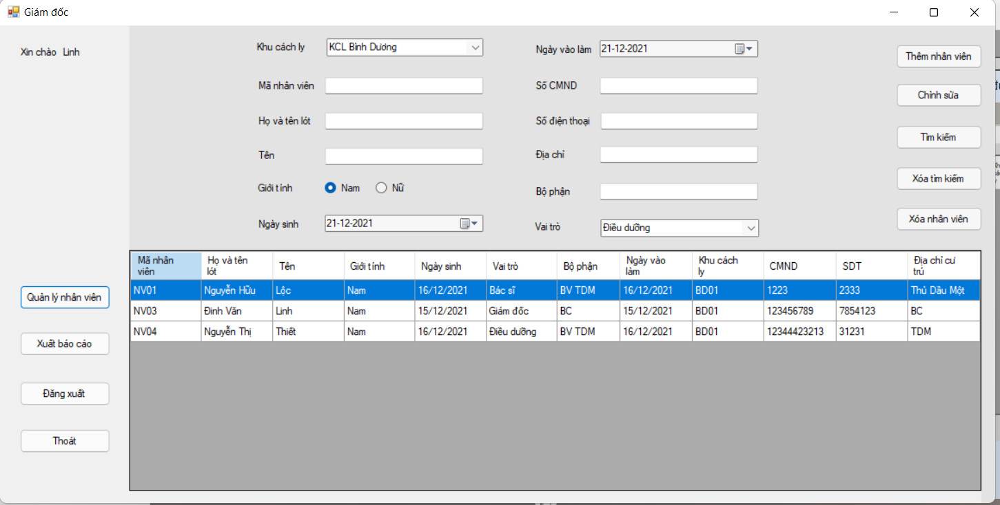 Giám đốc
Xin chào Linh
Khu cách ly KCL Bình Dương
Ngày vào làm 21-12-2021
Thêm nhân viên
Mã nhân viên
Số CMND
Chỉnh sửa
Họ và tên lót
Số điện thoại
Tìm kiếm
Tên
Địa chỉ
Giới tính Nam Nữ
Bộ phận
Xóa tìm kiếm
Ngày sinh 21-12-2021
Vai trò Điều dưỡng
Xóa nhân viên
Mã nhân viên Họ và tên lót Tên Giới tính Ngày sinh Vai trò Bộ phận Ngày vào làm Khu cách ly CMND SDT Địa chỉ cư trú
NV01 Nguyễn Hữu Lộc Nam 16/12/2021 Bác sĩ BV TDM 16/12/2021 BD01 1223 2333 Thủ Dầu Một
NV03 Đinh Văn Linh Nam 15/12/2021 Giám đốc BC 15/12/2021 BD01 123456789 7854123 BC
NV04 Nguyễn Thị Thiết Nam 16/12/2021 Điều dưỡng BV TDM 16/12/2021 BD01 12344423213 31231 TDM
Quản lý nhân viên
Xuất báo cáo
Đăng xuất
Thoát